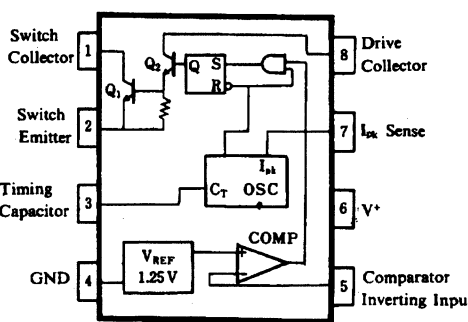 Switch
Collector
1
Q₁
Q₂
Q
S
R
8
Drive
Collector
Switch
Emitter
2
7
Ipk Sense
Ipk
CT OSC
Timing
Capacitor
3
6
V⁺
COMP
VREF
1.25 V
+
−
GND
4
5
Comparator
Inverting Inpu